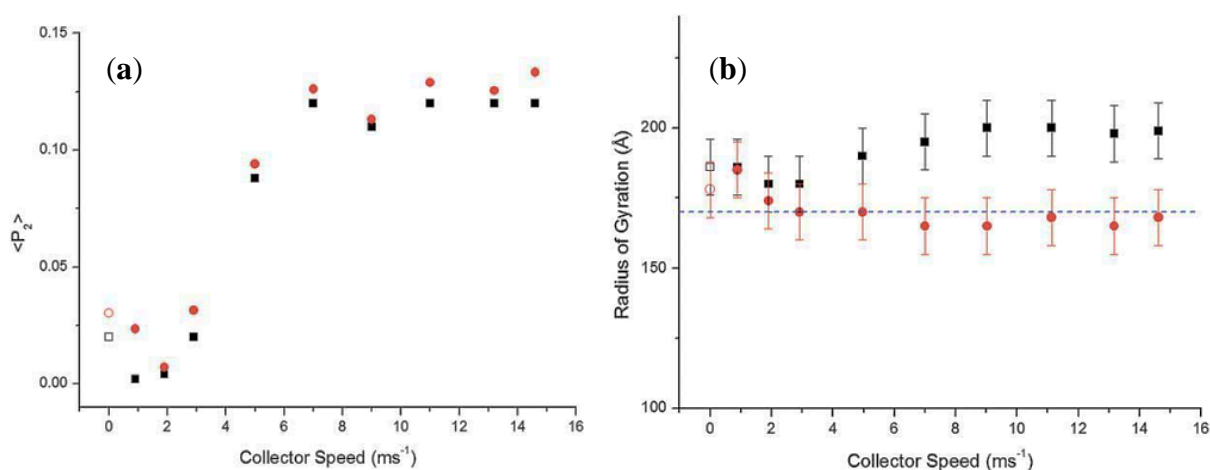 (a)
0.15
0.10
0.05
0.00
<P2>
0 2 4 6 8 10 12 14 16
Collector Speed (ms-1)
(b)
200
150
100
Radius of Gyration (Å)
0 2 4 6 8 10 12 14 16
Collector Speed (ms-1)